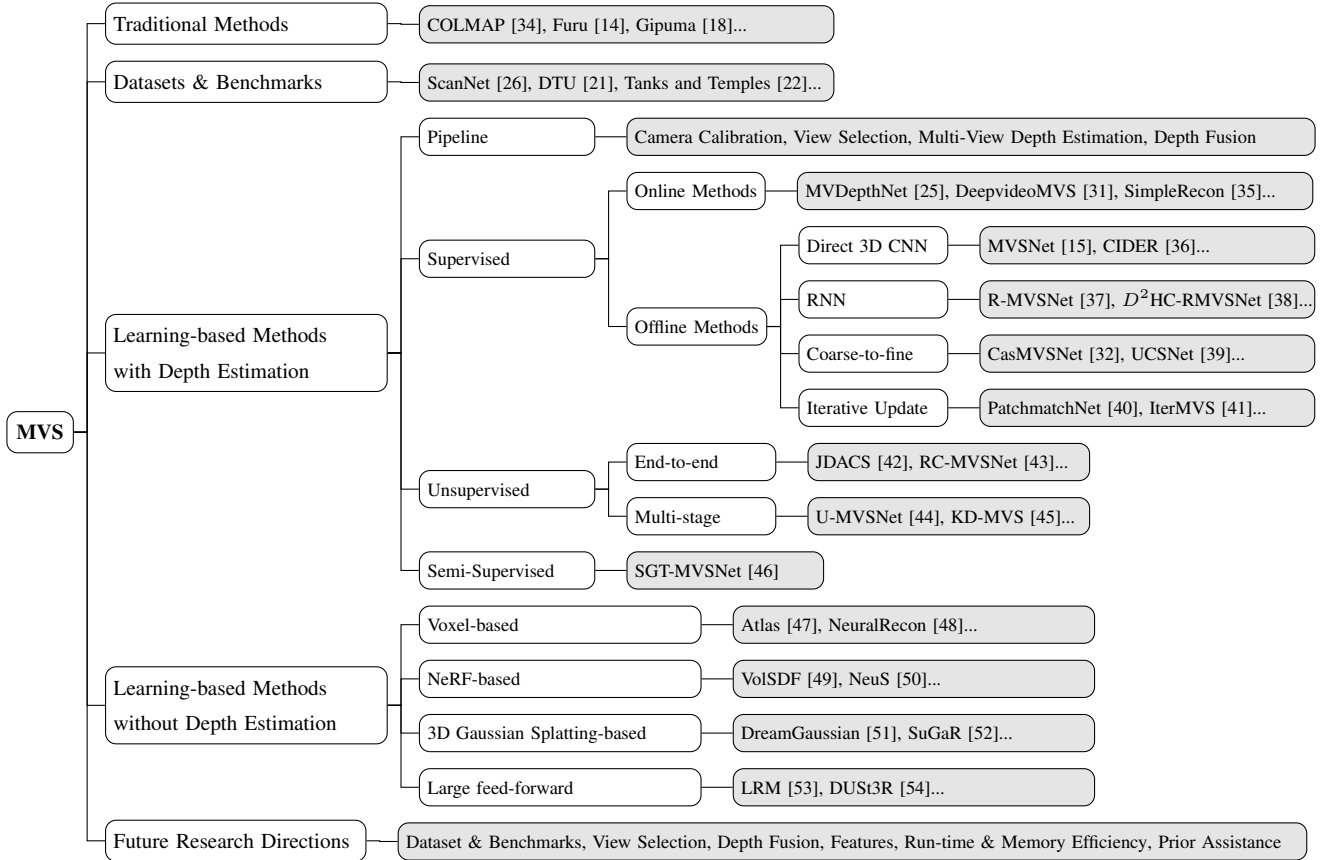 Traditional Methods
COLMAP [34], Furu [14], Gipuma [18]...
Datasets & Benchmarks
ScanNet [26], DTU [21], Tanks and Temples [22]...
Pipeline
Camera Calibration, View Selection, Multi-View Depth Estimation, Depth Fusion
Online Methods
MVDepthNet [25], DeepvideoMVS [31], SimpleRecon [35]...
Supervised
Direct 3D CNN
MVSNet [15], CIDER [36]...
RNN
R-MVSNet [37], D²HC-RMVSNet [38]...
Offline Methods
Learning-based Methods
with Depth Estimation
Coarse-to-fine
CasMVSNet [32], UCSNet [39]...
Iterative Update
PatchmatchNet [40], IterMVS [41]...
MVS
End-to-end
JDACS [42], RC-MVSNet [43]...
Unsupervised
Multi-stage
U-MVSNet [44], KD-MVS [45]...
Semi-Supervised
SGT-MVSNet [46]
Voxel-based
Atlas [47], NeuralRecon [48]...
Learning-based Methods
without Depth Estimation
NeRF-based
VolSDF [49], NeuS [50]...
3D Gaussian Splatting-based
DreamGaussian [51], SuGaR [52]...
Large feed-forward
LRM [53], DUSt3R [54]...
Future Research Directions
Dataset & Benchmarks, View Selection, Depth Fusion, Features, Run-time & Memory Efficiency, Prior Assistance